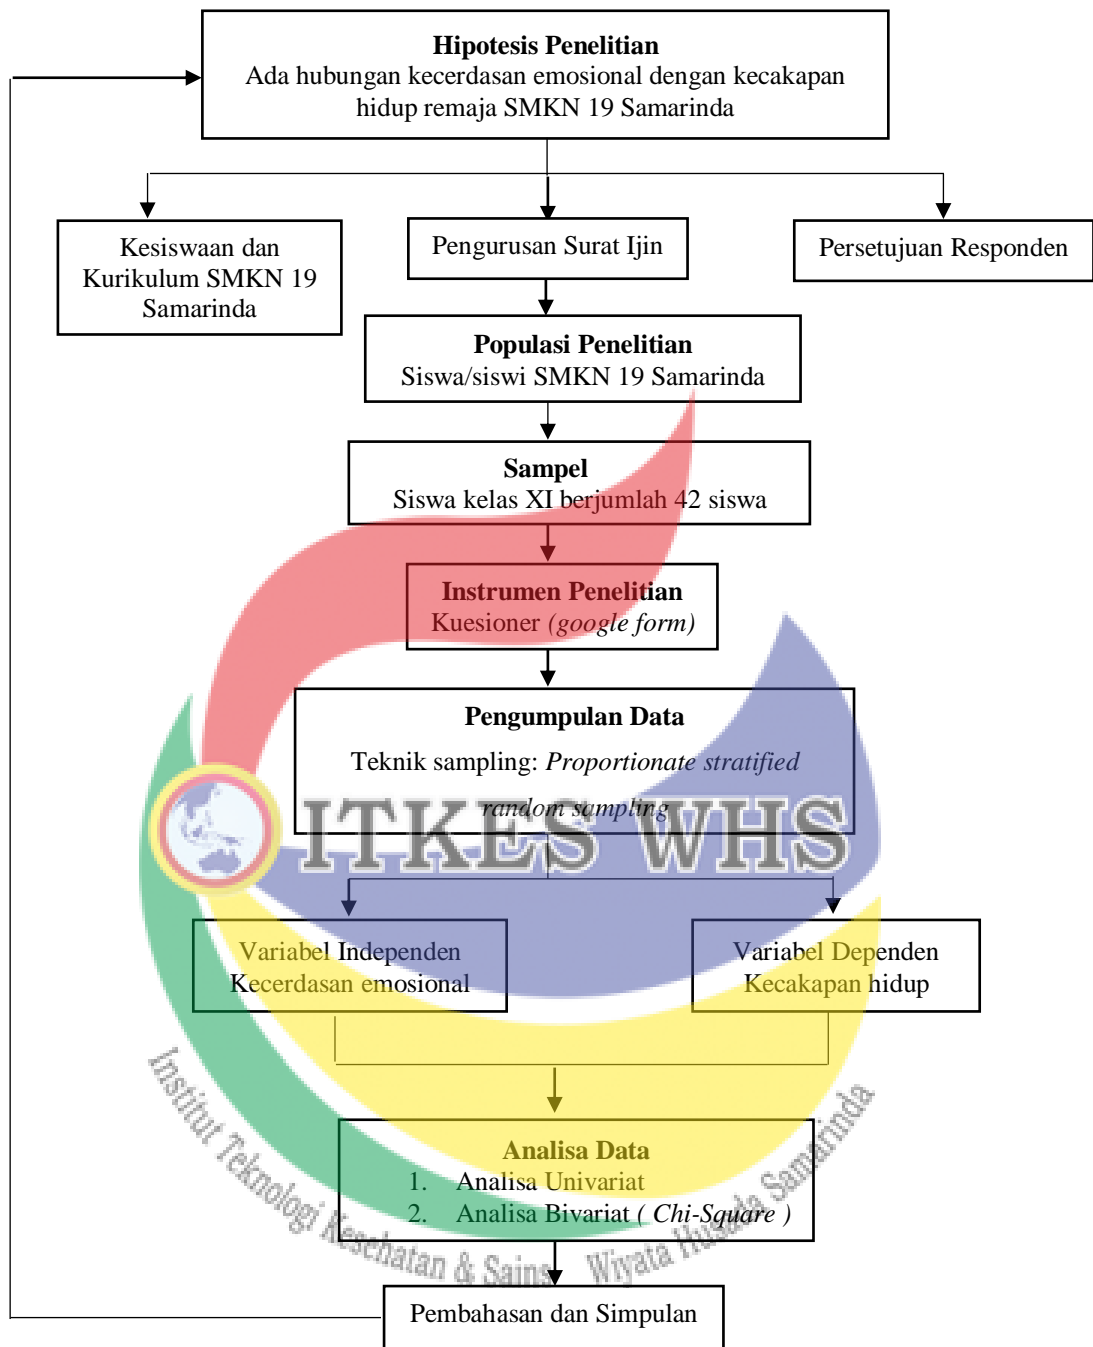 Hipotesis Penelitian
Ada hubungan kecerdasan emosional dengan kecakapan
hidup remaja SMKN 19 Samarinda
Kesiswaan dan
Kurikulum SMKN 19
Samarinda
Pengurusan Surat Ijin
Persetujuan Responden
Populasi Penelitian
Siswa/siswi SMKN 19 Samarinda
Sampel
Siswa kelas XI berjumlah 42 siswa
Instrumen Penelitian
Kuesioner (google form)
Pengumpulan Data
Teknik sampling: Proportionate stratified
random sampling
ITKES WHS
Variabel Independen
Kecerdasan emosional
Variabel Dependen
Kecakapan hidup
Analisa Data
1. Analisa Univariat
2. Analisa Bivariat ( Chi-Square )
Institut Teknologi Kesehatan & Sains Wiyata Husada Samarinda
Pembahasan dan Simpulan